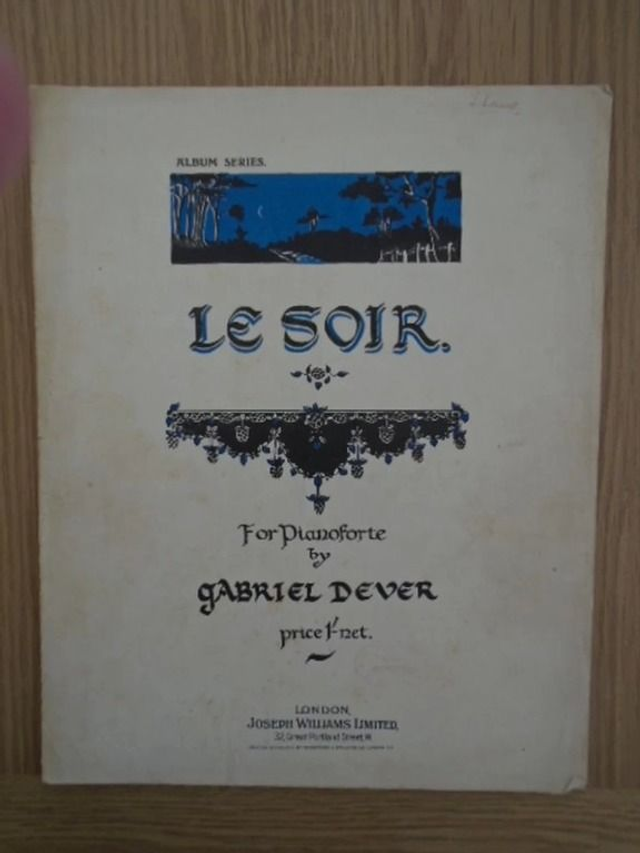 ALBUM SERIES.
LE SOIR.
For Pianoforte
by
GABRIEL DEVER
price 1/- net.
LONDON,
JOSEPH WILLIAMS LIMITED,
32, Great Portland Street, W.